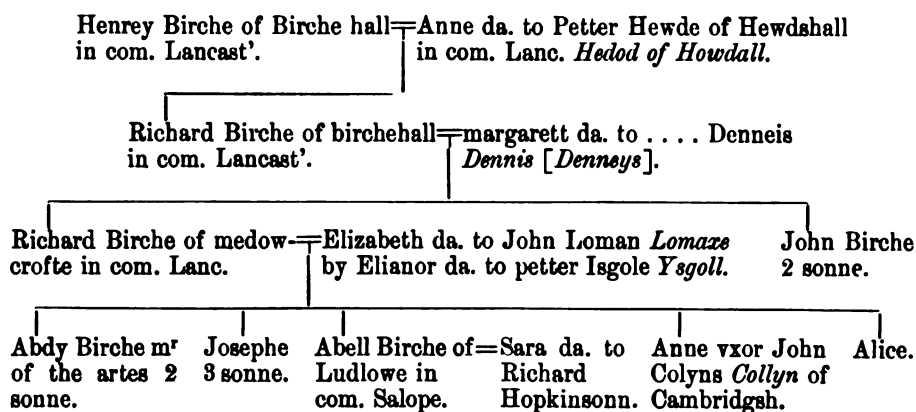 Henrey Birche of Birche hall=Anne da. to Petter Hewde of Hewdshall
in com. Lancast'. in com. Lanc. Hedod of Howdall.
Richard Birche of birchehall=margarett da. to .... Denneis
in com. Lancast'. Dennis [Denneys].
Richard Birche of medow-=Elizabeth da. to John Loman Lomaxe
crofte in com. Lanc. by Elianor da. to petter Isgole Ysgoll.
John Birche
2 sonne.
Abdy Birche mʳ
of the artes 2
sonne.
Josephe
3 sonne.
Abell Birche of=Sara da. to
Ludlowe in Richard
com. Salope. Hopkinsonn.
Anne vxor John
Colyns Collyn of
Cambridgsh.
Alice.